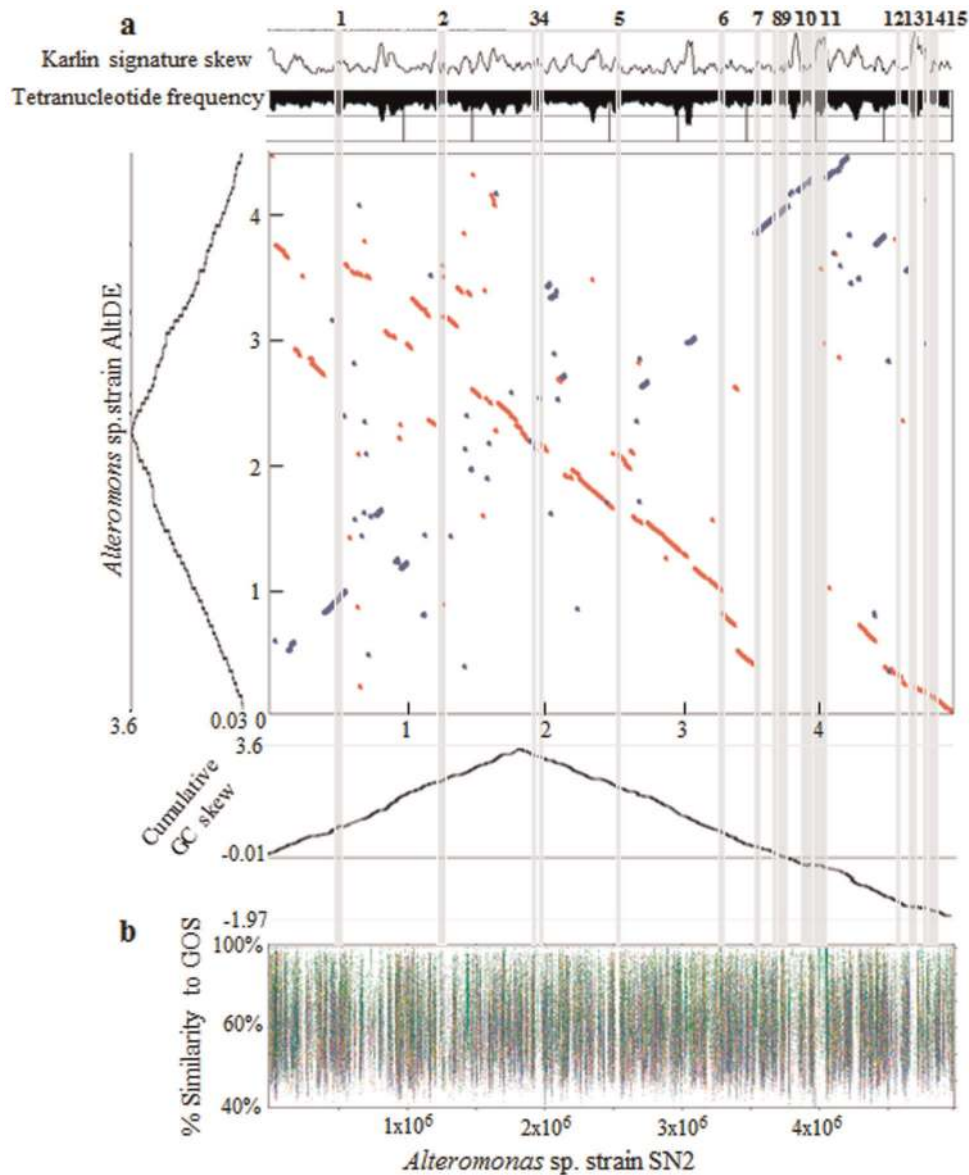 a
1 2 34 5 6 7 89 10 11 12 13 14 15
Karlin signature skew
Tetranucleotide frequency
Alteromons sp. strain AltDE
4
3
2
1
3.6 0.03 0
1 2 3 4
Cumulative
GC skew
3.6
-0.01
-1.97
b
% Similarity to GOS
100%
60%
40%
1x10⁶ 2x10⁶ 3x10⁶ 4x10⁶
Alteromonas sp. strain SN2